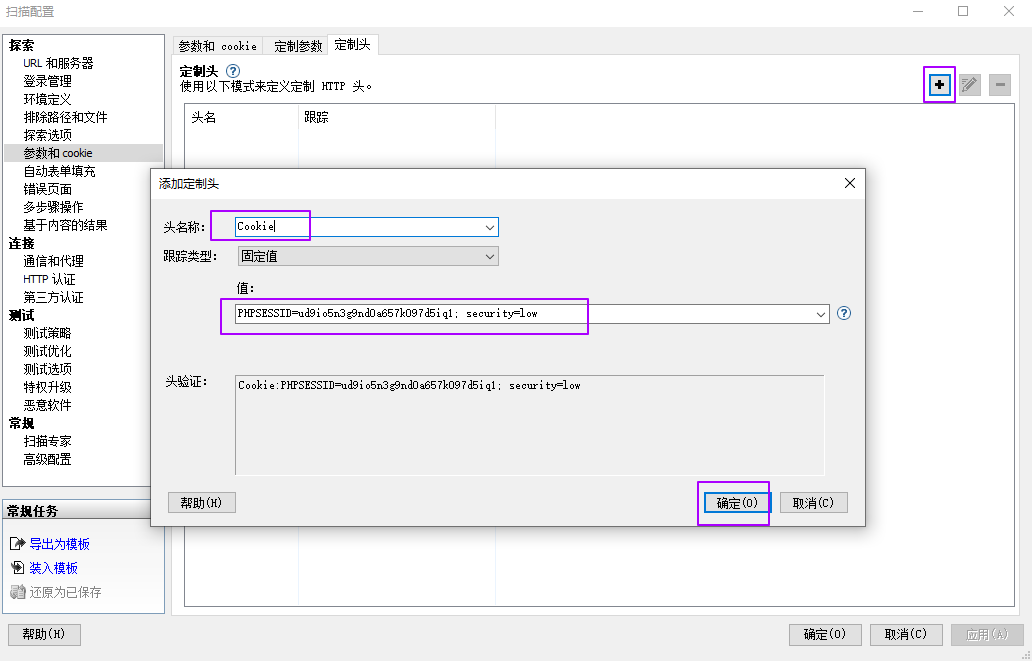 扫描配置
探索
URL 和服务器
登录管理
环境定义
排除路径和文件
探索选项
参数和 cookie
自动表单填充
错误页面
多步骤操作
基于内容的结果
连接
通信和代理
HTTP 认证
第三方认证
测试
测试策略
测试优化
测试选项
特权升级
恶意软件
常规
扫描专家
高级配置
常规任务
导出为模板
装入模板
还原为已保存
参数和 cookie
定制参数
定制头
定制头
使用以下模式来定义定制 HTTP 头。
头名
跟踪
添加定制头
头名称：
Cookie
跟踪类型：
固定值
值：
PHPSESSID=ud9io5n3g9nd0a657k097d5iq1; security=low
头验证：
Cookie:PHPSESSID=ud9io5n3g9nd0a657k097d5iq1; security=low
帮助(H)
确定(O)
取消(C)
帮助(H)
确定(O)
取消(C)
应用(A)